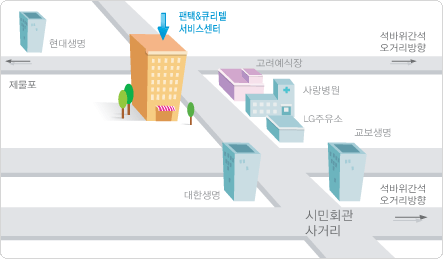 팬택&큐리텔
서비스센터
현대생명
석바위간석
오거리방향
고려예식장
제물포
사랑병원
LG주유소
교보생명
대한생명
석바위간석
오거리방향
시민회관
사거리